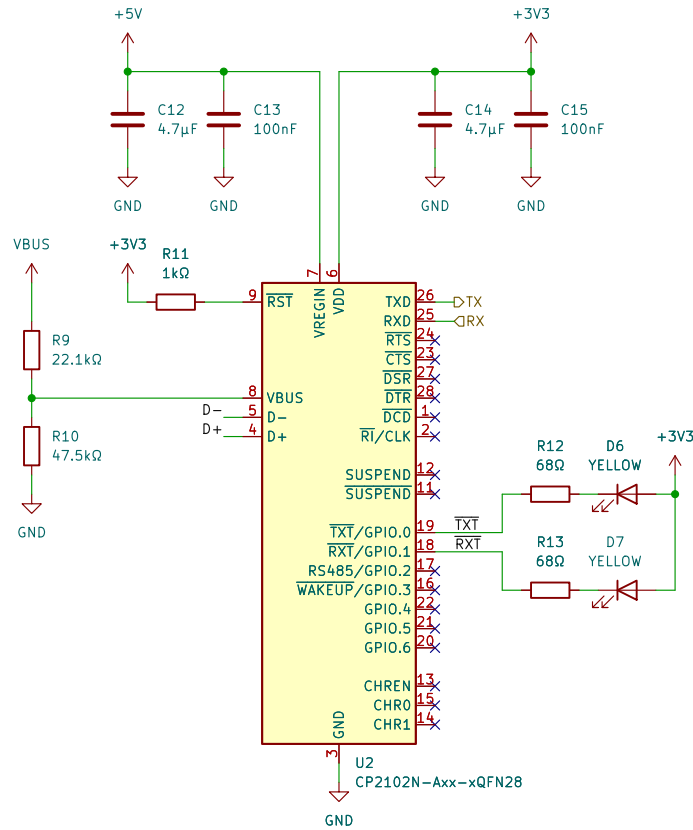 +5V
+3V3
C12
4.7µF
C13
100nF
C14
4.7µF
C15
100nF
GND
GND
GND
GND
VBUS
+3V3
R11
1kΩ
R9
22.1kΩ
R10
47.5kΩ
GND
D-
D+
7
6
VREGIN
VDD
9 RST
8 VBUS
5 D-
4 D+
TXD 26 TX
RXD 25 RX
RTS 24
CTS 23
DSR 27
DTR 28
DCD 1
RI/CLK 2
SUSPEND 12
SUSPEND 11
TXT/GPIO.0 19 TXT
RXT/GPIO.1 18 RXT
RS485/GPIO.2 17
WAKEUP/GPIO.3 16
GPIO.4 22
GPIO.5 21
GPIO.6 20
CHREN 13
CHR0 15
CHR1 14
GND
3
U2
CP2102N-Axx-xQFN28
GND
R12
68Ω
D6
YELLOW
+3V3
R13
68Ω
D7
YELLOW